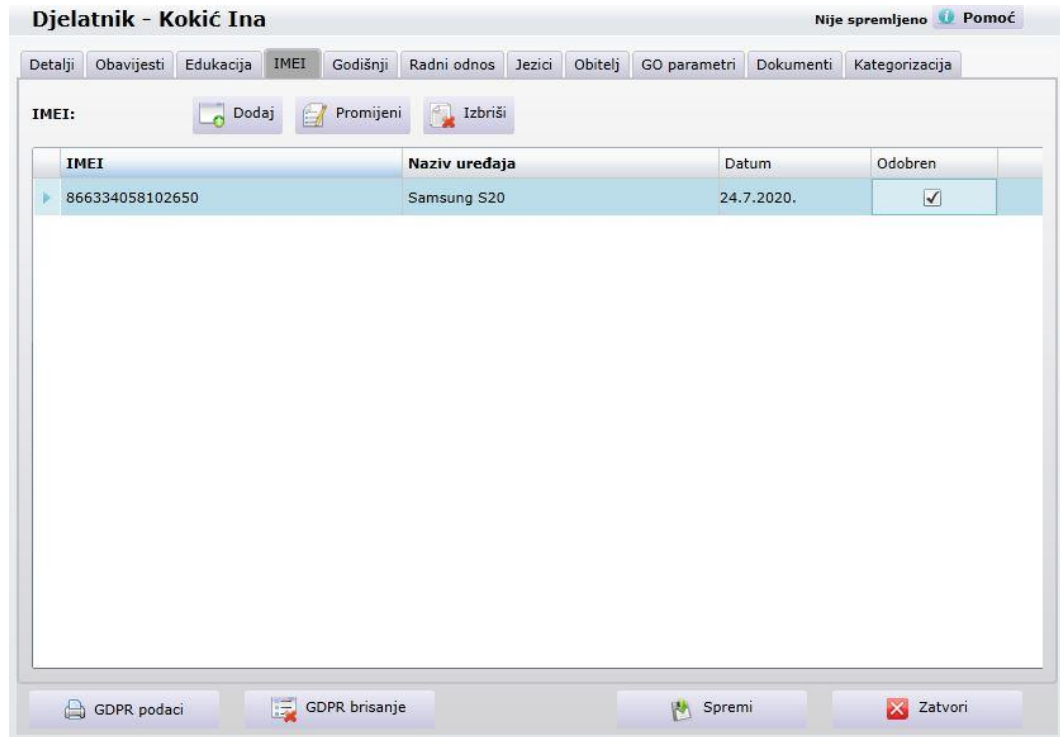 Djelatnik - Kokić Ina
Nije spremljeno Pomoć
Detalji Obavijesti Edukacija IMEI Godišnji Radni odnos Jezici Obitelj GO parametri Dokumenti Kategorizacija
IMEI: Dodaj Promijeni Izbriši
IMEI Naziv uređaja Datum Odobren
866334058102650 Samsung S20 24.7.2020.
GDPR podaci GDPR brisanje Spremi Zatvori